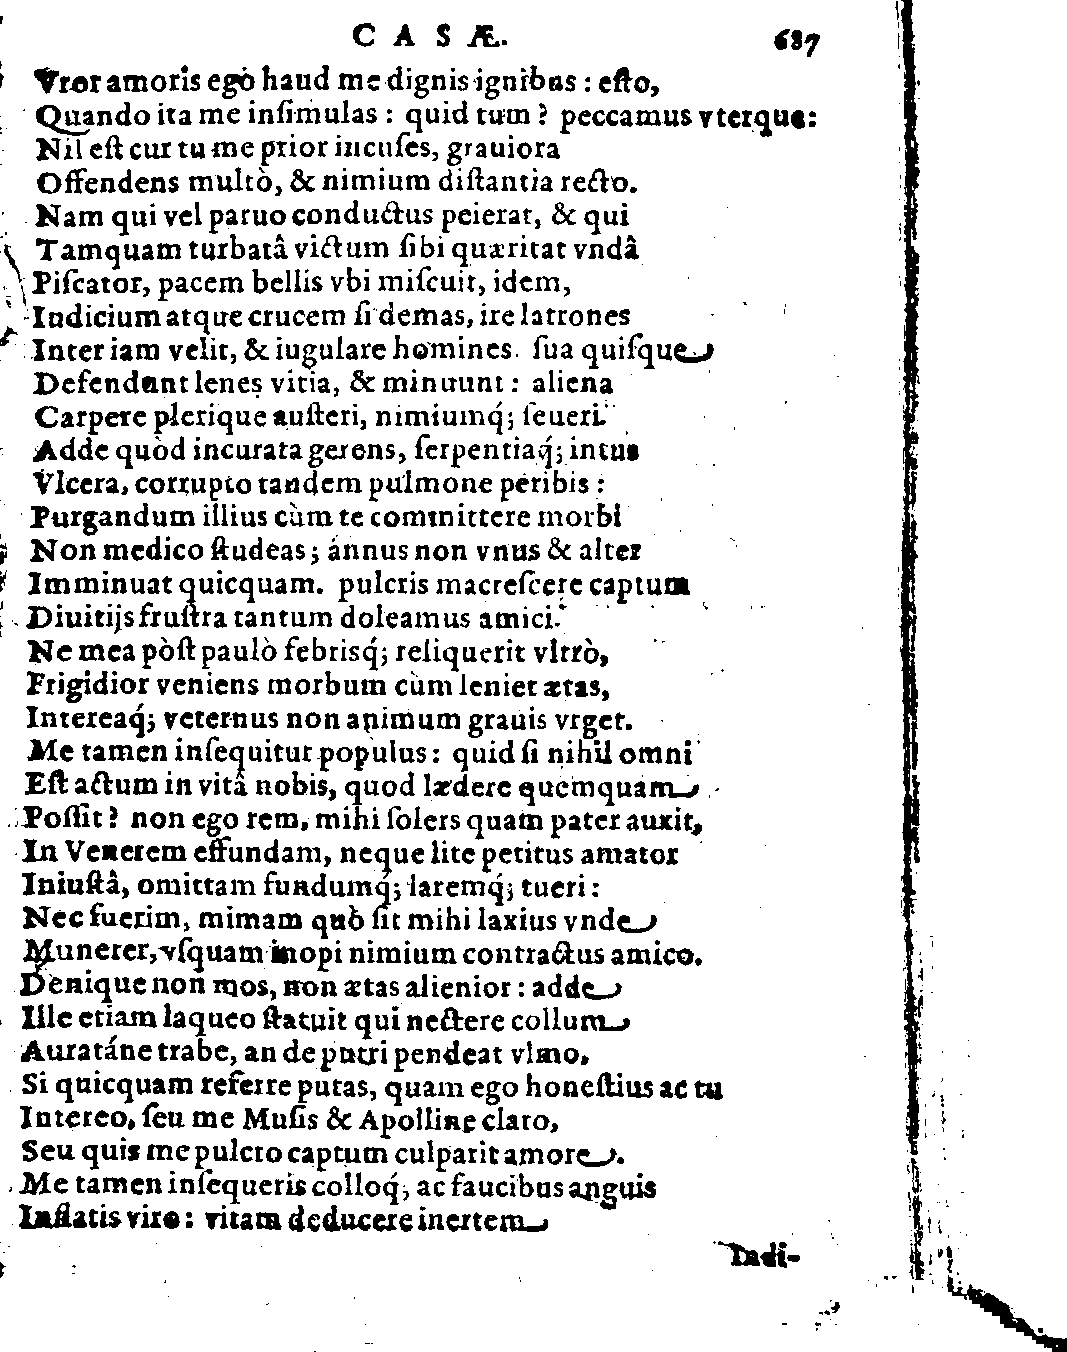 C A S Æ. 687
Vror amoris egò haud me dignis ignibus : eſto,
Quando ita me inſimulas : quid tum ? peccamus vterque:
Nil eſt cur tu me prior incuſes, grauiora
Offendens multò, & nimium diſtantia recto.
Nam qui vel paruo conductus peierat, & qui
Tamquam turbatâ victum ſibi quæritat vndâ
Piſcator, pacem bellis vbi miſcuit, idem,
Indicium atque crucem ſi demas, ire latrones
Inter iam velit, & iugulare homines. ſua quiſque
Defendunt lenes vitia, & minuunt : aliena
Carpere plerique auſteri, nimiumq́; ſeueri.
Adde quòd incurata gerens, ſerpentiaq́; intus
Vlcera, corrupto tandem pulmone peribis :
Purgandum illius cùm te committere morbi
Non medico ſtudeas; ánnus non vnus & alter
Imminuat quicquam. pulcris macreſcere captum
Diuitijs fruſtra tantum doleamus amici.
Ne mea pòſt paulò febrisq́; reliquerit vltrò,
Frigidior veniens morbum cùm leniet ætas,
Intereaq́; veternus non animum grauis vrget.
Me tamen inſequitur populus : quid ſi nihil omni
Eſt actum in vitâ nobis, quod lædere quemquam
Poſſit ? non ego rem, mihi ſolers quam pater auxit,
In Venerem effundam, neque lite petitus amator
Iniuſtâ, omittam fundumq́; laremq́; tueri :
Nec fuerim, mimam quò ſit mihi laxius vnde
Munerer, vſquam inopi nimium contractus amico.
Denique non mos, non ætas alienior : adde
Ille etiam laqueo ſtatuit qui nectere collum
Auratáne trabe, an de putri pendeat vlmo,
Si quicquam referre putas, quam ego honeſtius ac tu
Intereo, ſeu me Muſis & Apolline claro,
Seu quis me pulcro captum culparit amore.
Me tamen inſequeris colloq́;, ac faucibus anguis
Inflatis vire : vitam deducere inertem
Indi-